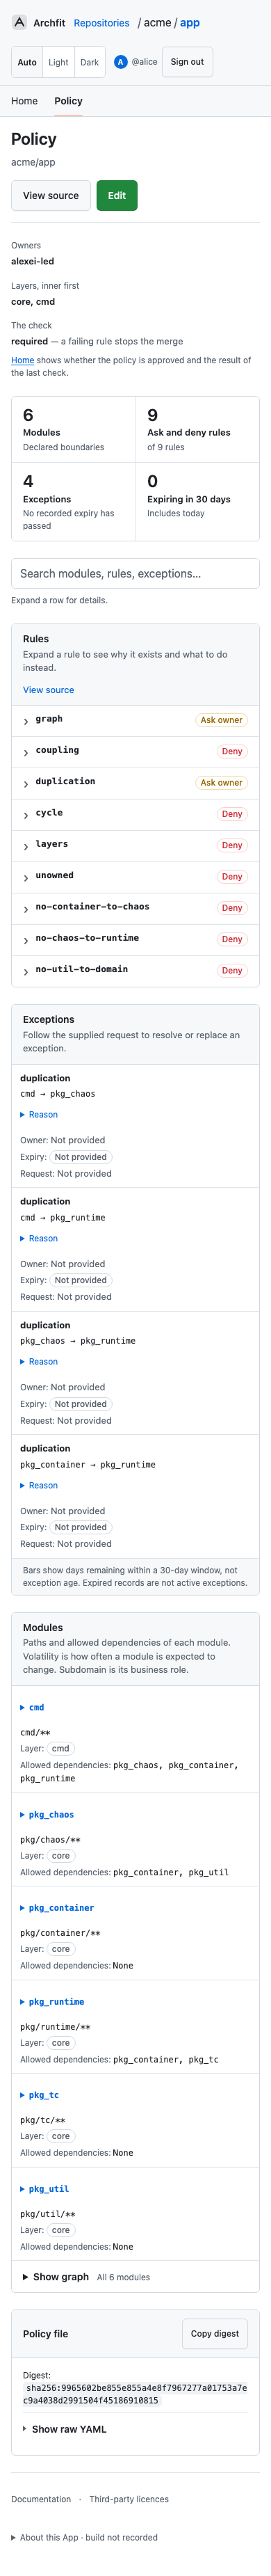 Archfit Repositories / acme / app
Auto Light Dark A @alice Sign out
Home Policy
Policy
acme/app
View source Edit
Owners
alexei-led
Layers, inner first
core, cmd
The check
required — a failing rule stops the merge
Home shows whether the policy is approved and the result of
the last check.
6
Modules
Declared boundaries
9
Ask and deny rules
of 9 rules
4
Exceptions
No recorded expiry has
passed
0
Expiring in 30 days
Includes today
Search modules, rules, exceptions...
Expand a row for details.
Rules
Expand a rule to see why it exists and what to do
instead.
View source
graph Ask owner
coupling Deny
duplication Ask owner
cycle Deny
layers Deny
unowned Deny
no-container-to-chaos Deny
no-chaos-to-runtime Deny
no-util-to-domain Deny
Exceptions
Follow the supplied request to resolve or replace an
exception.
duplication
cmd → pkg_chaos
Reason
Owner: Not provided
Expiry: Not provided
Request: Not provided
duplication
cmd → pkg_runtime
Reason
Owner: Not provided
Expiry: Not provided
Request: Not provided
duplication
pkg_chaos → pkg_runtime
Reason
Owner: Not provided
Expiry: Not provided
Request: Not provided
duplication
pkg_container → pkg_runtime
Reason
Owner: Not provided
Expiry: Not provided
Request: Not provided
Bars show days remaining within a 30-day window, not
exception age. Expired records are not active exceptions.
Modules
Paths and allowed dependencies of each module.
Volatility is how often a module is expected to
change. Subdomain is its business role.
cmd
cmd/**
Layer: cmd
Allowed dependencies: pkg_chaos, pkg_container,
pkg_runtime
pkg_chaos
pkg/chaos/**
Layer: core
Allowed dependencies: pkg_container, pkg_util
pkg_container
pkg/container/**
Layer: core
Allowed dependencies: None
pkg_runtime
pkg/runtime/**
Layer: core
Allowed dependencies: pkg_container, pkg_tc
pkg_tc
pkg/tc/**
Layer: core
Allowed dependencies: None
pkg_util
pkg/util/**
Layer: core
Allowed dependencies: None
Show graph All 6 modules
Policy file Copy digest
Digest:
sha256:9965602be855e855a4e8f7967277a01753a7e
c9a4038d2991504f45186910815
Show raw YAML
Documentation · Third-party licences
About this App · build not recorded